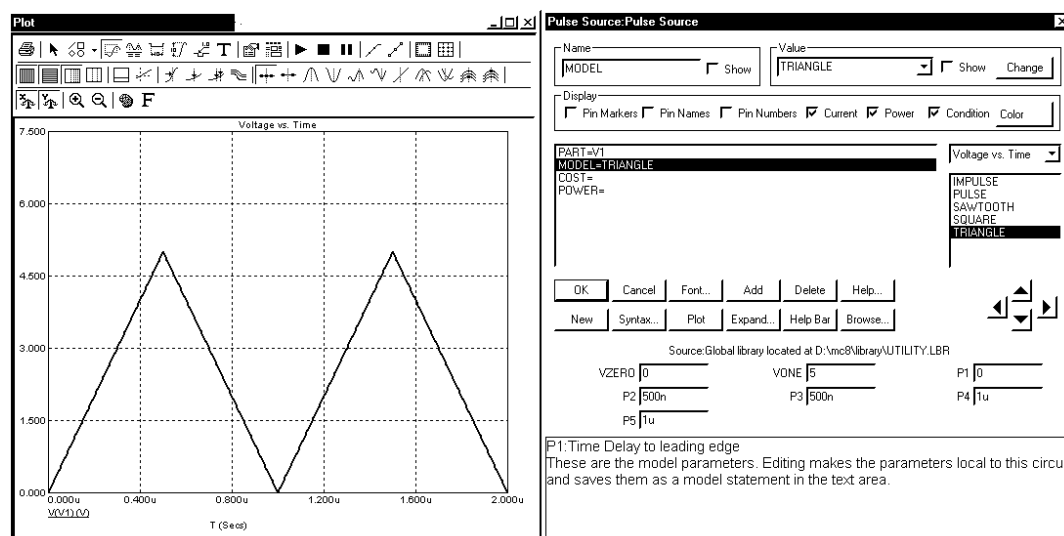 Plot
T
F
Voltage vs. Time
7.500
6.000
4.500
3.000
1.500
0.000
0.000u 0.400u 0.800u 1.200u 1.600u 2.000u
V(V1) (V)
T (Secs)
Pulse Source:Pulse Source
Name
MODEL
Show
Value
TRIANGLE
Show
Change
Display
Pin Markers Pin Names Pin Numbers Current Power Condition Color
PART=V1
MODEL=TRIANGLE
COST=
POWER=
Voltage vs. Time
IMPULSE
PULSE
SAWTOOTH
SQUARE
TRIANGLE
OK Cancel Font... Add Delete Help...
New Syntax... Plot Expand... Help Bar Browse...
Source:Global library located at D:\mc8\library\UTILITY.LBR
VZERO 0 VONE 5 P1 0
P2 500n P3 500n P4 1u
P5 1u
P1:Time Delay to leading edge
These are the model parameters. Editing makes the parameters local to this circu
and saves them as a model statement in the text area.